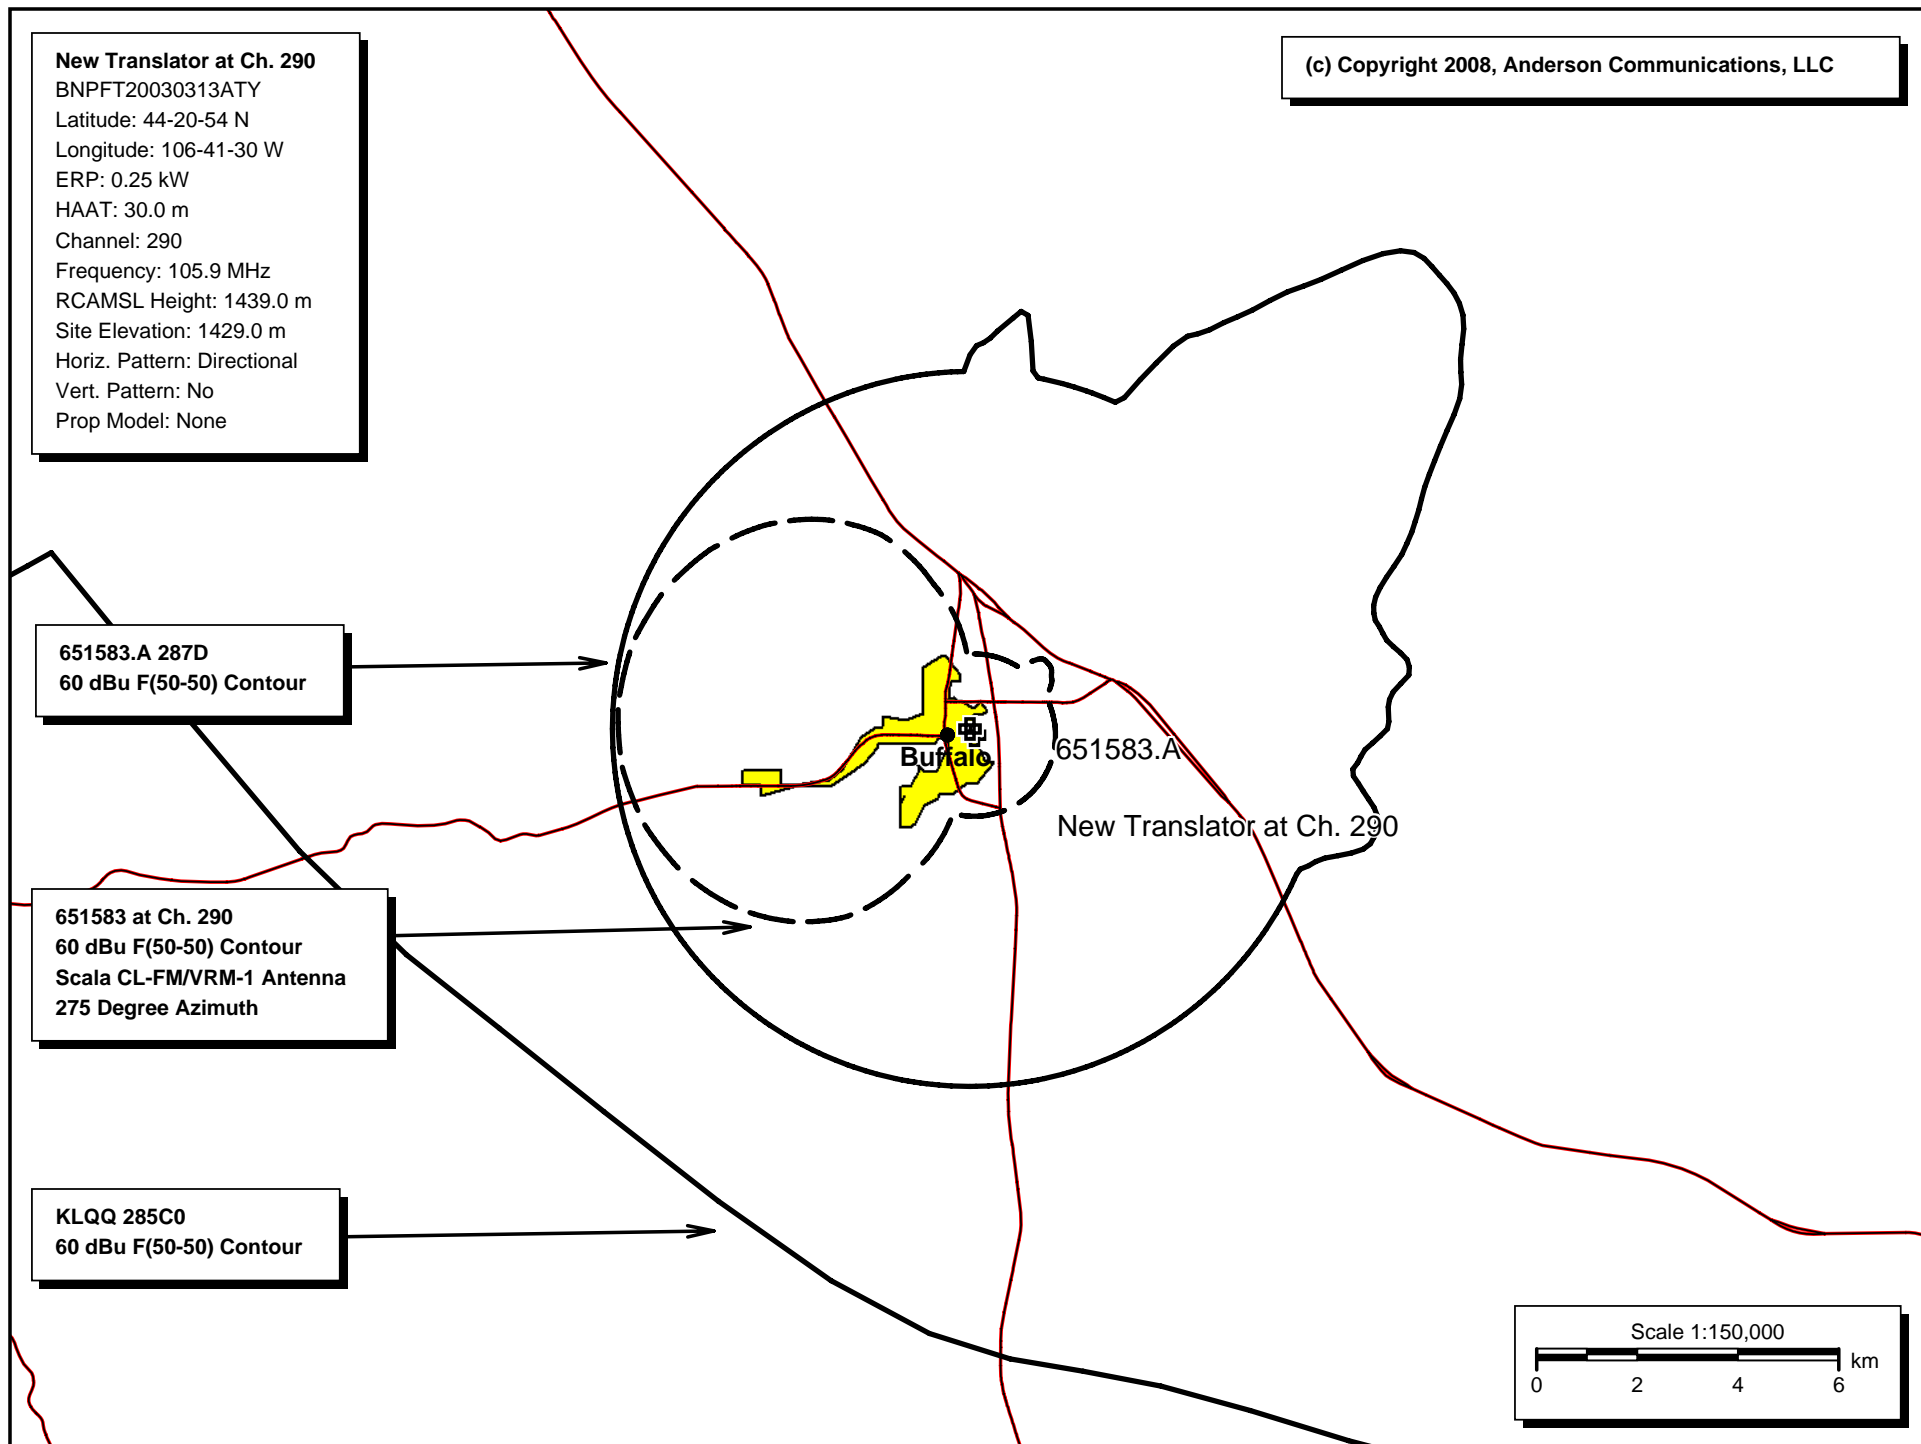 New Translator at Ch. 290
BNPFT20030313ATY
Latitude: 44-20-54 N
Longitude: 106-41-30 W
ERP: 0.25 kW
HAAT: 30.0 m
Channel: 290
Frequency: 105.9 MHz
RCAMSL Height: 1439.0 m
Site Elevation: 1429.0 m
Horiz. Pattern: Directional
Vert. Pattern: No
Prop Model: None
(c) Copyright 2008, Anderson Communications, LLC
651583.A 287D
60 dBu F(50-50) Contour
Buffalo
651583.A
New Translator at Ch. 290
651583 at Ch. 290
60 dBu F(50-50) Contour
Scala CL-FM/VRM-1 Antenna
275 Degree Azimuth
KLQQ 285C0
60 dBu F(50-50) Contour
Scale 1:150,000
km
0 2 4 6